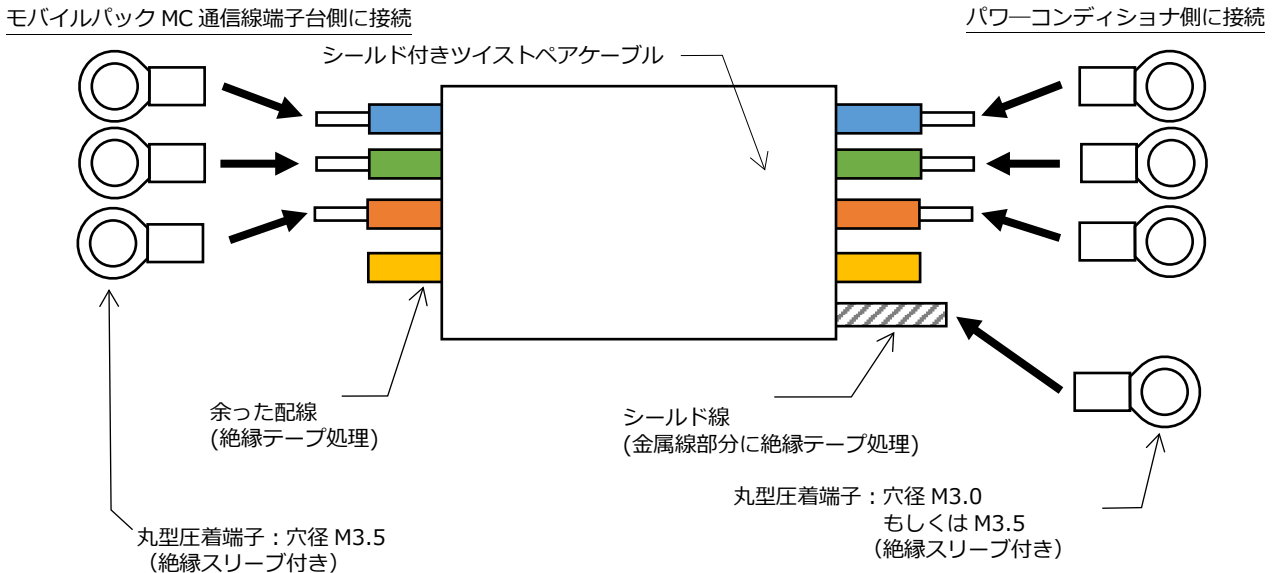 モバイルパック MC 通信線端子台側に接続
パワ―コンディショナ側に接続
シールド付きツイストペアケーブル
余った配線
(絶縁テープ処理)
シールド線
(金属線部分に絶縁テープ処理)
丸型圧着端子：穴径 M3.0
もしくは M3.5
（絶縁スリーブ付き）
丸型圧着端子：穴径 M3.5
（絶縁スリーブ付き）